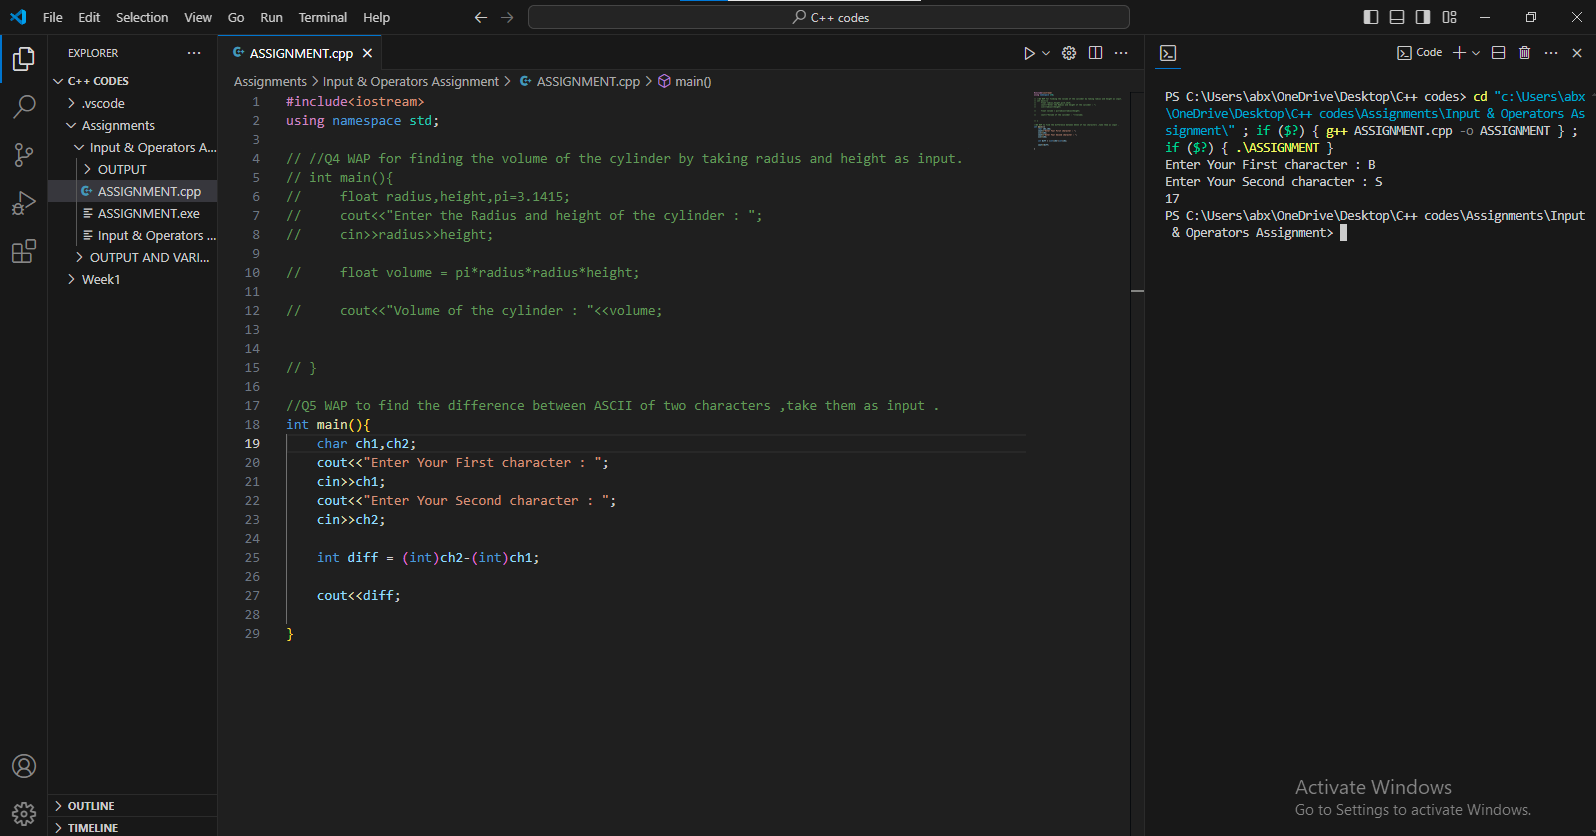 File Edit Selection View Go Run Terminal Help
C++ codes
EXPLORER
C++ CODES
.vscode
Assignments
Input & Operators A...
OUTPUT
ASSIGNMENT.cpp
ASSIGNMENT.exe
Input & Operators ...
OUTPUT AND VARI...
Week1
OUTLINE
TIMELINE
ASSIGNMENT.cpp
Assignments > Input & Operators Assignment > ASSIGNMENT.cpp > main()
1 #include<iostream>
2 using namespace std;
3
4 // //Q4 WAP for finding the volume of the cylinder by taking radius and height as input.
5 // int main(){
6 //     float radius,height,pi=3.1415;
7 //     cout<<"Enter the Radius and height of the cylinder : ";
8 //     cin>>radius>>height;
9
10 //     float volume = pi*radius*radius*height;
11
12 //     cout<<"Volume of the cylinder : "<<volume;
13
14
15 // }
16
17 //Q5 WAP to find the difference between ASCII of two characters ,take them as input .
18 int main(){
19     char ch1,ch2;
20     cout<<"Enter Your First character : ";
21     cin>>ch1;
22     cout<<"Enter Your Second character : ";
23     cin>>ch2;
24
25     int diff = (int)ch2-(int)ch1;
26
27     cout<<diff;
28
29 }
Code
PS C:\Users\abx\OneDrive\Desktop\C++ codes> cd "c:\Users\abx
\OneDrive\Desktop\C++ codes\Assignments\Input & Operators As
signment\" ; if ($?) { g++ ASSIGNMENT.cpp -o ASSIGNMENT } ;
if ($?) { .\ASSIGNMENT }
Enter Your First character : B
Enter Your Second character : S
17
PS C:\Users\abx\OneDrive\Desktop\C++ codes\Assignments\Input
 & Operators Assignment>
Activate Windows
Go to Settings to activate Windows.